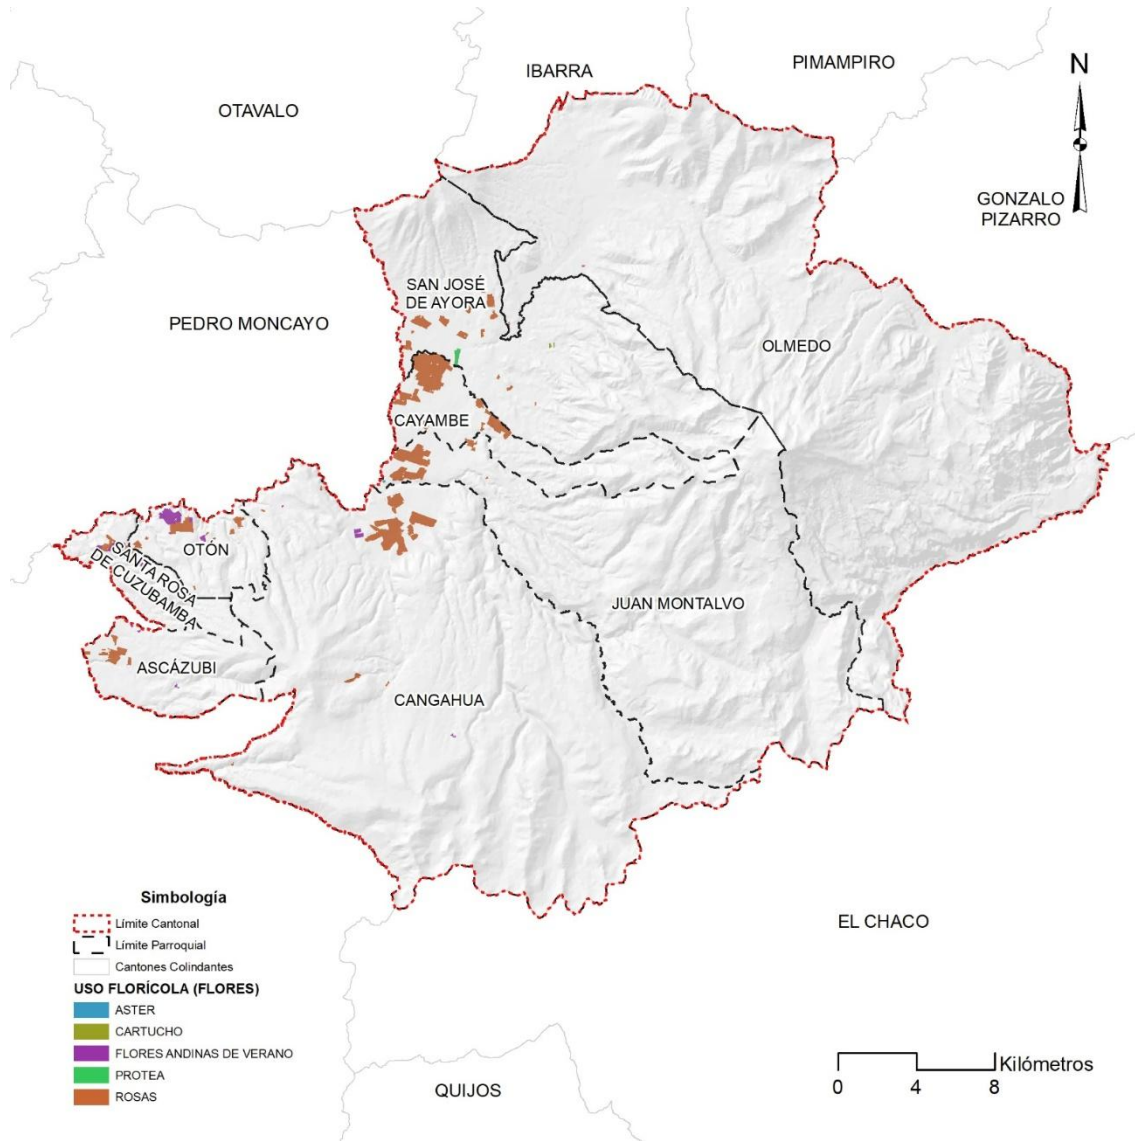 IBARRA
PIMAMPIRO
N
OTAVALO
GONZALO
PIZARRO
SAN JOSÉ
DE AYORA
PEDRO MONCAYO
OLMEDO
CAYAMBE
OTÓN
SANTA ROSA
DE CUZUBAMBA
JUAN MONTALVO
ASCÁZUBI
CANGAHUA
Simbología
Límite Cantonal
Límite Parroquial
Cantones Colindantes
USO FLORÍCOLA (FLORES)
ASTER
CARTUCHO
FLORES ANDINAS DE VERANO
PROTEA
ROSAS
EL CHACO
QUIJOS
Kilómetros
0 4 8